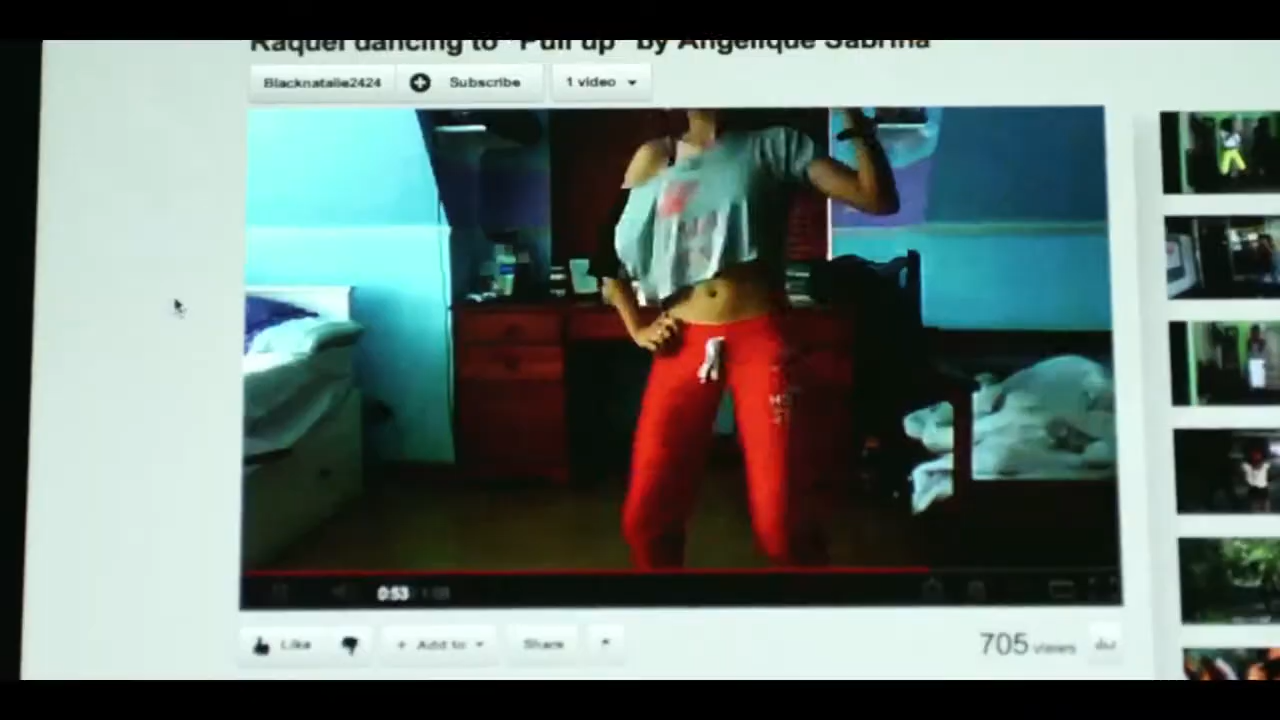 Raquel dancing to "Pull up" by Angelique Sabrina
Blacknatalie2424 Subscribe 1 video
0:53
Like Add to Share 705 views